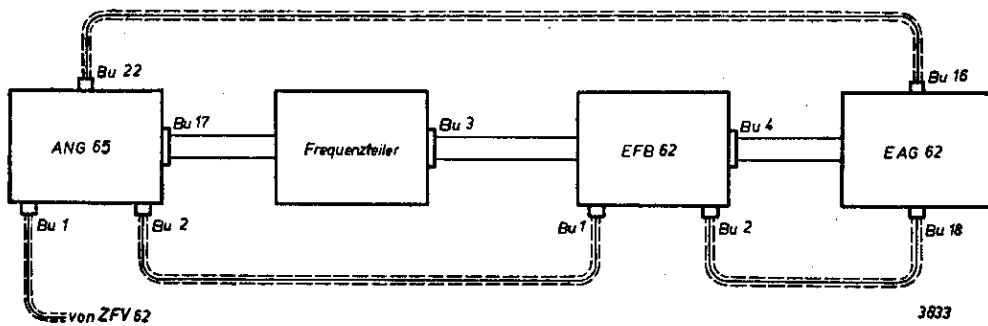 Bu 22
Bu 16
ANG 65
Bu 17
Frequenzteiler
Bu 3
EFB 62
Bu 4
EAG 62
Bu 1
Bu 2
Bu 1
Bu 2
Bu 18
von ZFV 62
3833